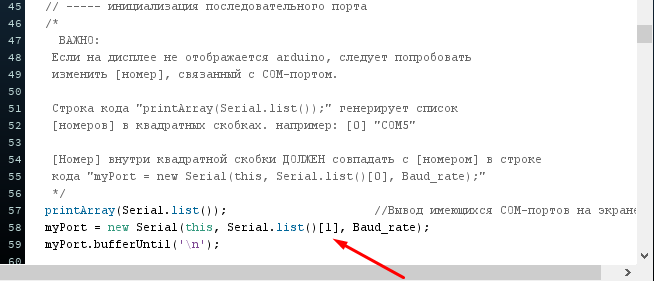 45 // ----- инициализация последовательного порта
46 /*
47 ВАЖНО:
48 Если на дисплее не отображается arduino, следует попробовать
49 изменить [номер], связанный с COM-портом.
50
51 Строка кода "printArray(Serial.list());" генерирует список
52 [номеров] в квадратных скобках. например: [0] "COM5"
53
54 [Номер] внутри квадратной скобки ДОЛЖЕН совпадать с [номером] в строке
55 кода "myPort = new Serial(this, Serial.list()[0], Baud_rate);"
56 */
57 printArray(Serial.list()); //Вывод имеющихся COM-портов на экране
58 myPort = new Serial(this, Serial.list()[1], Baud_rate);
59 myPort.bufferUntil('\n');
60